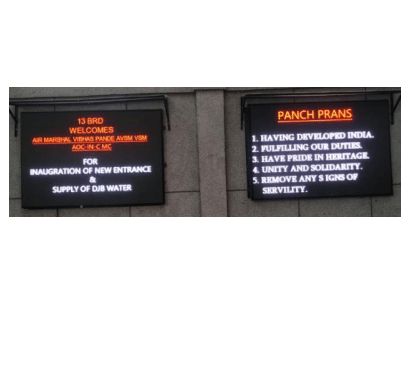 13 BRD
WELCOMES
AIR MARSHAL VIBHAS PANDE AVSM VSM
AOC-IN-C MC
FOR
INAUGRATION OF NEW ENTRANCE
&
SUPPLY OF DJB WATER
PANCH PRANS
1. HAVING DEVELOPED INDIA.
2. FULFILLING OUR DUTIES.
3. HAVE PRIDE IN HERITAGE.
4. UNITY AND SOLIDARITY.
5. REMOVE ANY S IGNS OF
SERVILITY.